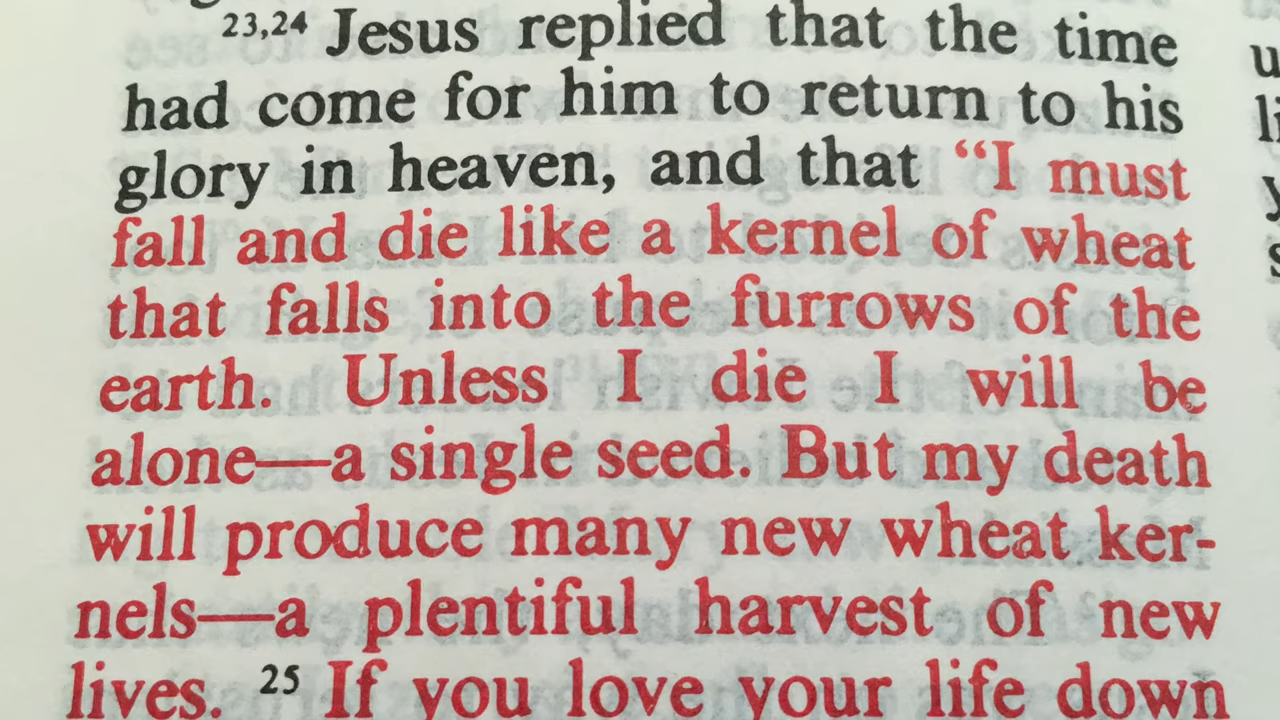 23,24 Jesus replied that the time
had come for him to return to his
glory in heaven, and that “I must
fall and die like a kernel of wheat
that falls into the furrows of the
earth. Unless I die I will be
alone—a single seed. But my death
will produce many new wheat ker-
nels—a plentiful harvest of new
lives. 25 If you love your life down